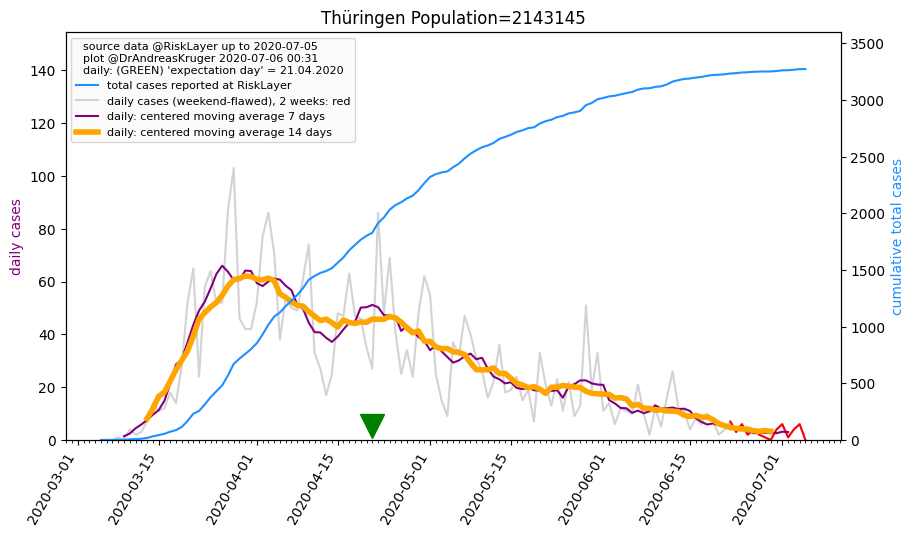 Thüringen Population=2143145
source data @RiskLayer up to 2020-07-05
plot @DrAndreasKruger 2020-07-06 00:31
daily: (GREEN) 'expectation day' = 21.04.2020
total cases reported at RiskLayer
daily cases (weekend-flawed), 2 weeks: red
daily: centered moving average 7 days
daily: centered moving average 14 days
daily cases
140
120
100
80
60
40
20
0
3500
3000
2500
2000
1500
1000
500
0
cumulative total cases
2020-03-01
2020-03-15
2020-04-01
2020-04-15
2020-05-01
2020-05-15
2020-06-01
2020-06-15
2020-07-01